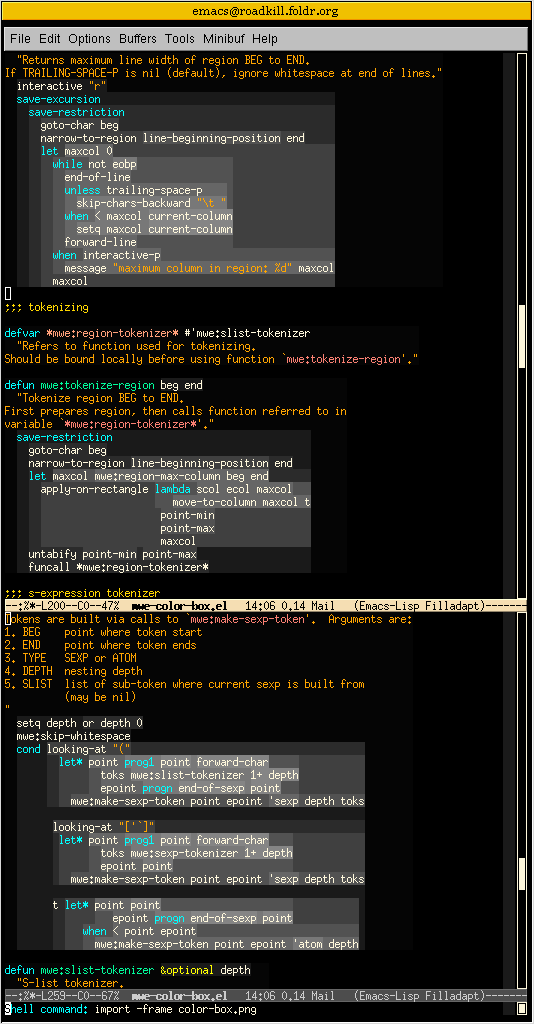 emacs@roadkill.foldr.org
File Edit Options Buffers Tools Minibuf Help
"Returns maximum line width of region BEG to END.
If TRAILING-SPACE-P is nil (default), ignore whitespace at end of lines."
interactive "r"
save-excursion
save-restriction
goto-char beg
narrow-to-region line-beginning-position end
let maxcol 0
while not eobp
end-of-line
unless trailing-space-p
skip-chars-backward "\t "
when < maxcol current-column
setq maxcol current-column
forward-line
when interactive-p
message "maximum column in region: %d" maxcol
maxcol
;;; tokenizing
defvar *mwe:region-tokenizer* #'mwe:slist-tokenizer
"Refers to function used for tokenizing.
Should be bound locally before using function `mwe:tokenize-region'."
defun mwe:tokenize-region beg end
"Tokenize region BEG to END.
First prepares region, then calls function referred to in
variable `*mwe:region-tokenizer*'."
save-restriction
goto-char beg
narrow-to-region line-beginning-position end
let maxcol mwe:region-max-column beg end
apply-on-rectangle lambda scol ecol maxcol
move-to-column maxcol t
point-min
point-max
maxcol
untabify point-min point-max
funcall *mwe:region-tokenizer*
;;; s-expression tokenizer
--:%*-L200--C0--47% mwe-color-box.el 14:06 0.14 Mail (Emacs-Lisp Filladapt)-------
Tokens are built via calls to `mwe:make-sexp-token'. Arguments are:
1. BEG point where token start
2. END point where token ends
3. TYPE SEXP or ATOM
4. DEPTH nesting depth
5. SLIST list of sub-token where current sexp is built from
(may be nil)
"
setq depth or depth 0
mwe:skip-whitespace
cond looking-at "("
let* point prog1 point forward-char
toks mwe:slist-tokenizer 1+ depth
epoint progn end-of-sexp point
mwe:make-sexp-token point epoint 'sexp depth toks
looking-at "['`]"
let* point prog1 point forward-char
toks mwe:sexp-tokenizer 1+ depth
epoint point
mwe:make-sexp-token point epoint 'sexp depth toks
t let* point point
epoint progn end-of-sexp point
when < point epoint
mwe:make-sexp-token point epoint 'atom depth
defun mwe:slist-tokenizer &optional depth
"S-list tokenizer.
--:%*-L259--C0--67% mwe-color-box.el 14:06 0.14 Mail (Emacs-Lisp Filladapt)-------
Shell command: import -frame color-box.png